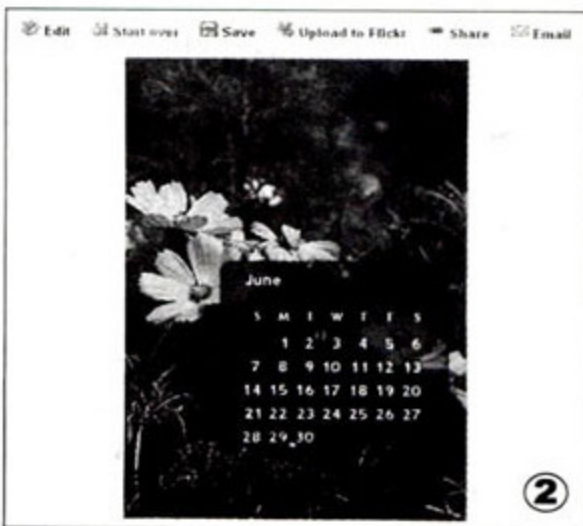 Edit Start over Save Upload to Flickr Share Email
June
S M T W T F S
1 2 3 4 5 6
7 8 9 10 11 12 13
14 15 16 17 18 19 20
21 22 23 24 25 26 27
28 29 30
2